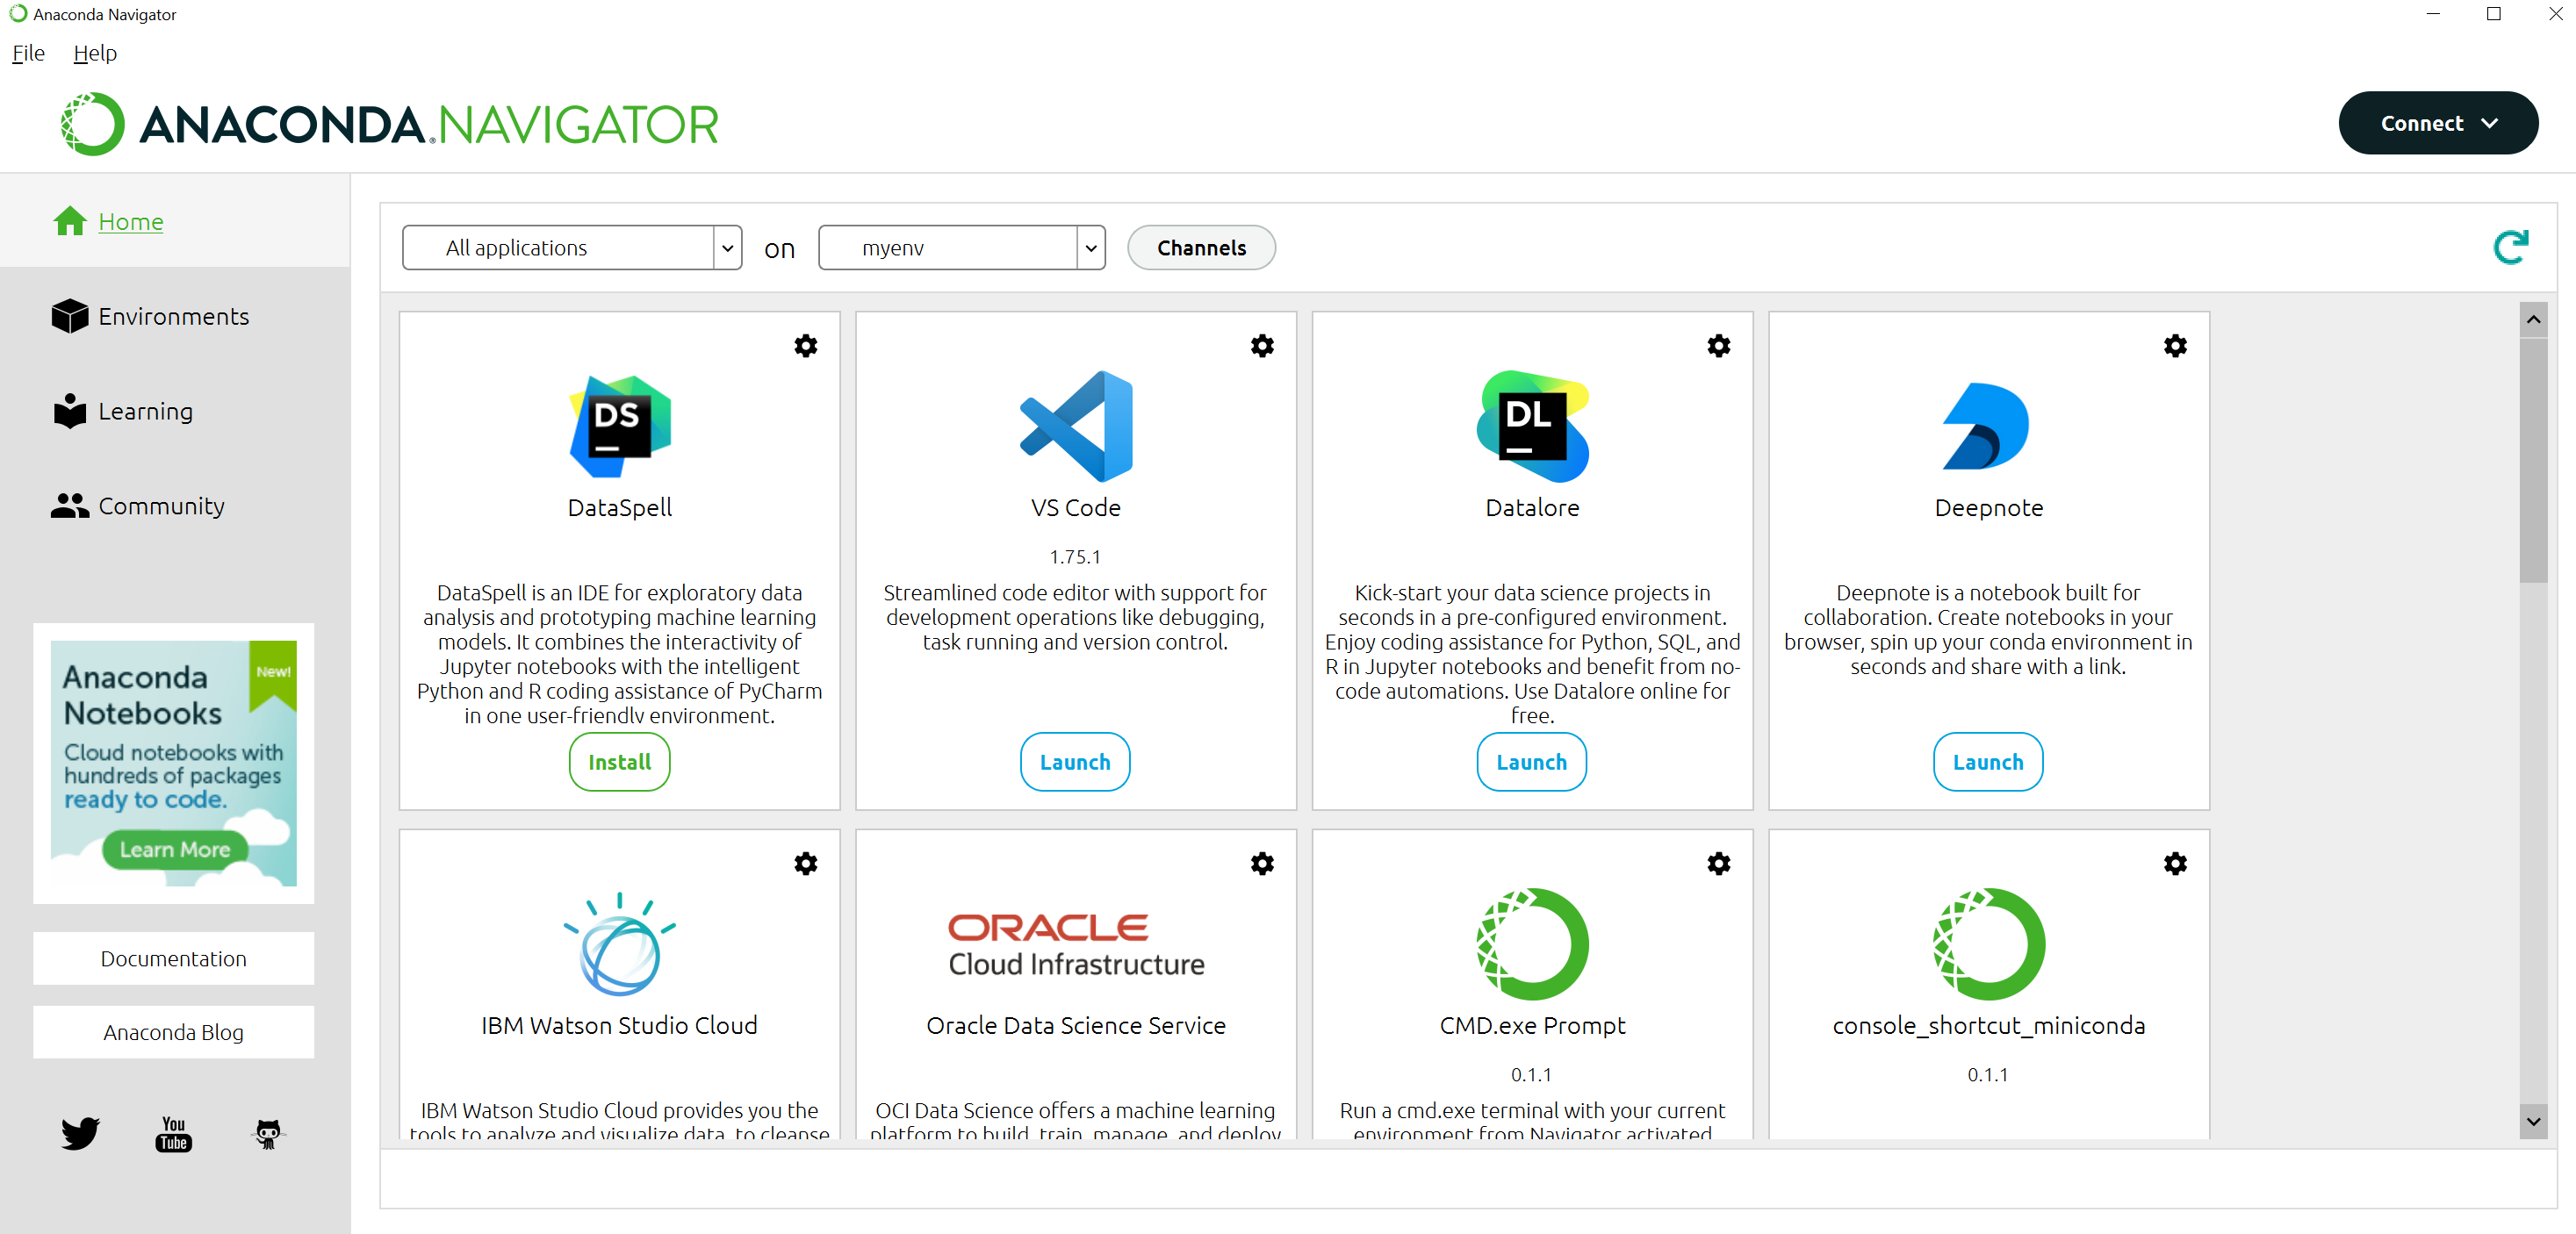 Anaconda Navigator
File Help
ANACONDA.NAVIGATOR
Connect
Home
Environments
Learning
Community
Anaconda
Notebooks
New!
Cloud notebooks with
hundreds of packages
ready to code.
Learn More
Documentation
Anaconda Blog
You
Tube
All applications on myenv Channels
DS
DataSpell
DataSpell is an IDE for exploratory data
analysis and prototyping machine learning
models. It combines the interactivity of
Jupyter notebooks with the intelligent
Python and R coding assistance of PyCharm
in one user-friendly environment.
Install
VS Code
1.75.1
Streamlined code editor with support for
development operations like debugging,
task running and version control.
Launch
DL
Datalore
Kick-start your data science projects in
seconds in a pre-configured environment.
Enjoy coding assistance for Python, SQL, and
R in Jupyter notebooks and benefit from no-
code automations. Use Datalore online for
free.
Launch
Deepnote
Deepnote is a notebook built for
collaboration. Create notebooks in your
browser, spin up your conda environment in
seconds and share with a link.
Launch
IBM Watson Studio Cloud
IBM Watson Studio Cloud provides you the
tools to analyze and visualize data, to cleanse
ORACLE
Cloud Infrastructure
Oracle Data Science Service
OCI Data Science offers a machine learning
platform to build, train, manage, and deploy
CMD.exe Prompt
0.1.1
Run a cmd.exe terminal with your current
environment from Navigator activated
console_shortcut_miniconda
0.1.1